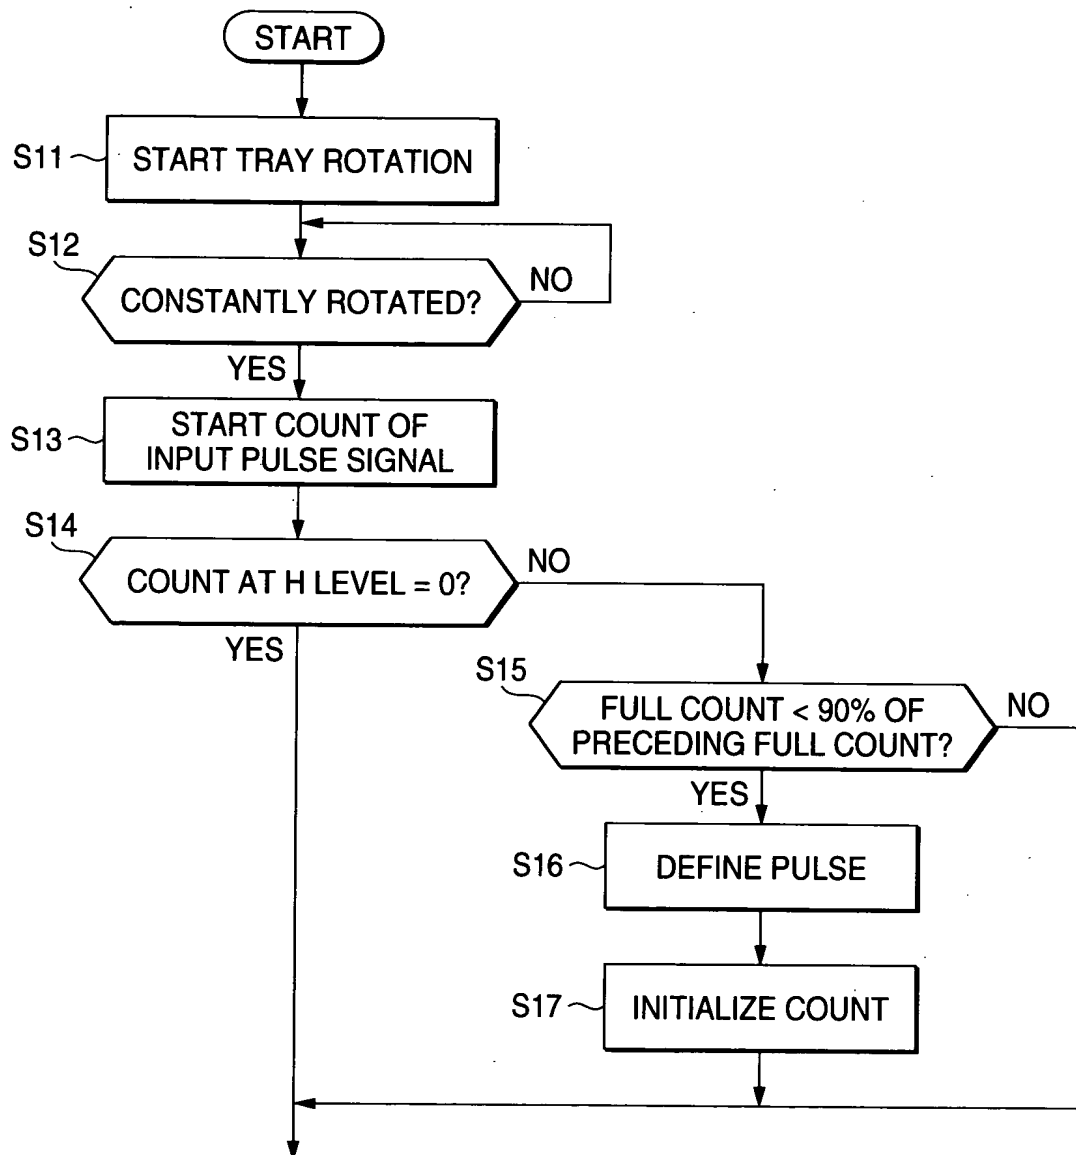 START
S11
START TRAY ROTATION
S12
CONSTANTLY ROTATED?
NO
YES
S13
START COUNT OF
INPUT PULSE SIGNAL
S14
COUNT AT H LEVEL = 0?
NO
YES
S15
FULL COUNT < 90% OF
PRECEDING FULL COUNT?
NO
YES
S16
DEFINE PULSE
S17
INITIALIZE COUNT